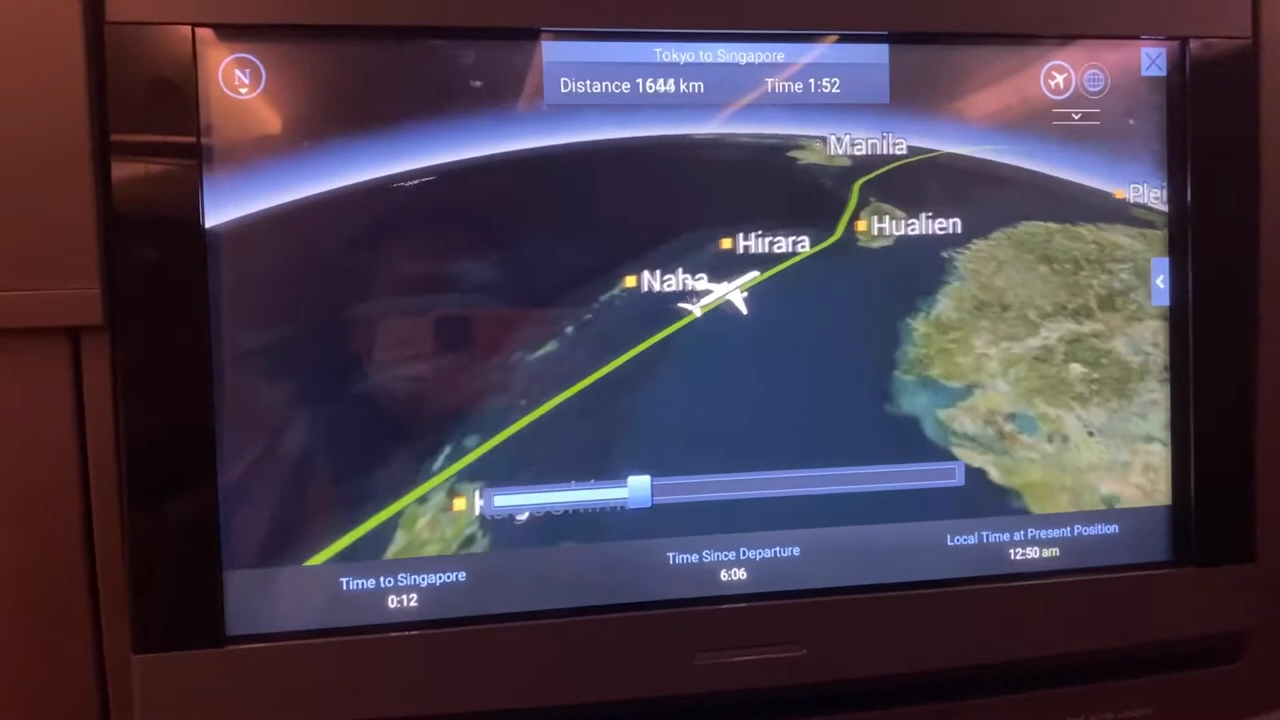 N
Tokyo to Singapore
Distance 1644 km Time 1:52
Manila
Plei
Hualien
Hirara
Naha
Time to Singapore
0:12
Time Since Departure
6:06
Local Time at Present Position
12:50 am